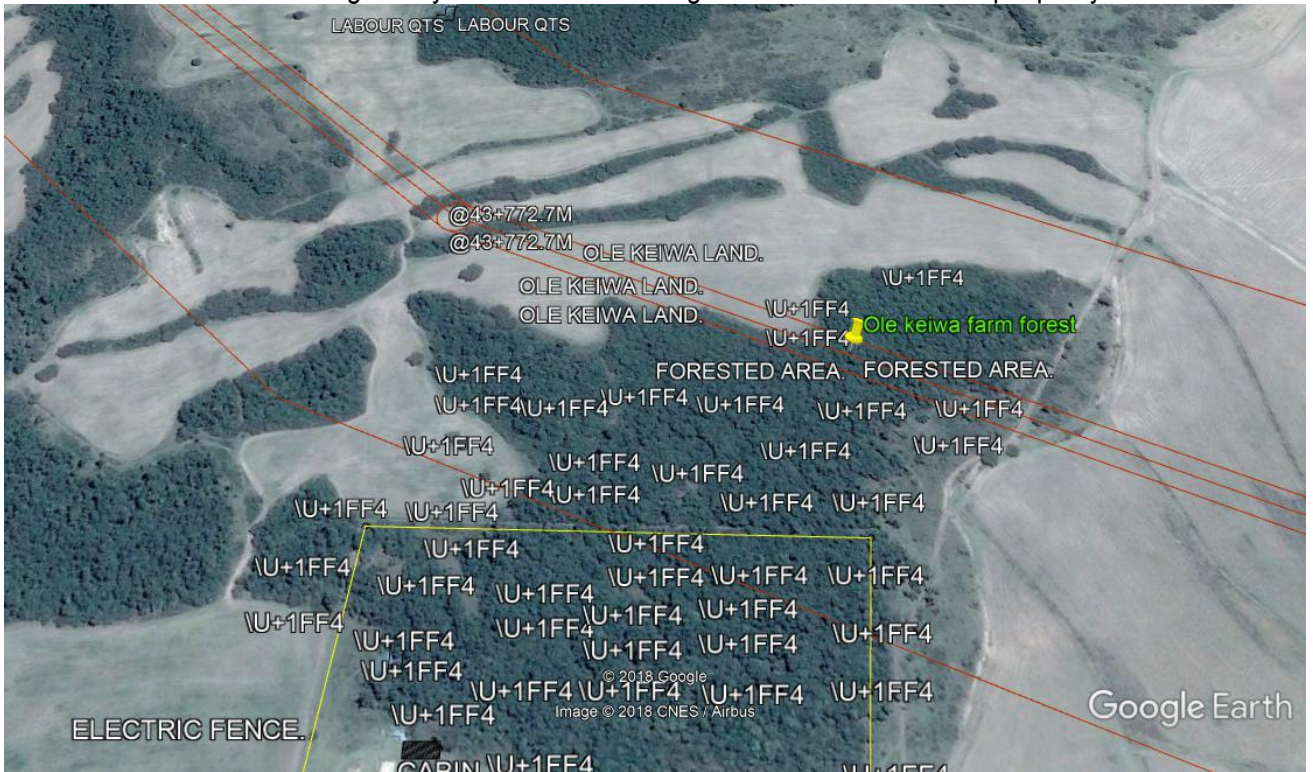 LABOUR QTS LABOUR QTS
@43+772.7M
@43+772.7M
OLE KEIWA LAND.
OLE KEIWA LAND.
OLE KEIWA LAND.
\U+1FF4
\U+1FF4
\U+1FF4
Ole keiwa farm forest
FORESTED AREA. FORESTED AREA.
\U+1FF4
\U+1FF4 \U+1FF4 \U+1FF4 \U+1FF4 \U+1FF4 \U+1FF4
\U+1FF4 \U+1FF4 \U+1FF4
\U+1FF4 \U+1FF4
\U+1FF4 \U+1FF4 \U+1FF4 \U+1FF4
\U+1FF4 \U+1FF4
\U+1FF4 \U+1FF4
\U+1FF4 \U+1FF4 \U+1FF4 \U+1FF4
\U+1FF4 \U+1FF4
\U+1FF4 \U+1FF4 \U+1FF4
\U+1FF4 \U+1FF4 \U+1FF4
\U+1FF4 \U+1FF4 \U+1FF4
\U+1FF4
© 2018 Google
\U+1FF4 \U+1FF4 \U+1FF4 \U+1FF4
\U+1FF4
Image © 2018 CNES / Airbus
Google Earth
ELECTRIC FENCE.
CABIN \U+1FF4 \U+1FF4